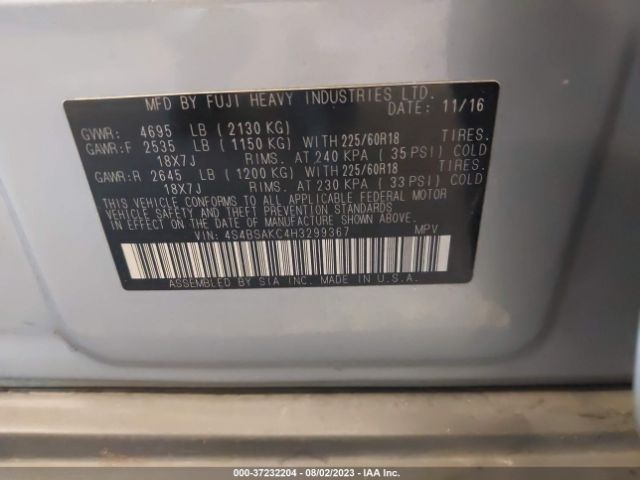 MFD BY FUJI HEAVY INDUSTRIES LTD.
DATE: 11/16
GVWR: 4695 LB (2130 KG)
GAWR:F 2535 LB (1150 KG) WITH 225/60R18 TIRES.
18X7J RIMS. AT 240 KPA (35 PSI) COLD
GAWR:R 2645 LB (1200 KG) WITH 225/60R18 TIRES.
18X7J RIMS. AT 230 KPA (33 PSI) COLD
THIS VEHICLE CONFORMS TO ALL APPLICABLE FEDERAL MOTOR
VEHICLE SAFETY AND THEFT PREVENTION STANDARDS
IN EFFECT ON THE DATE OF MANUFACTURE SHOWN ABOVE.
VIN: 4S4BSAKC4H3299367 MPV
ASSEMBLED BY SIA INC. MADE IN U.S.A.
000-37232204 - 08/02/2023 - IAA Inc.